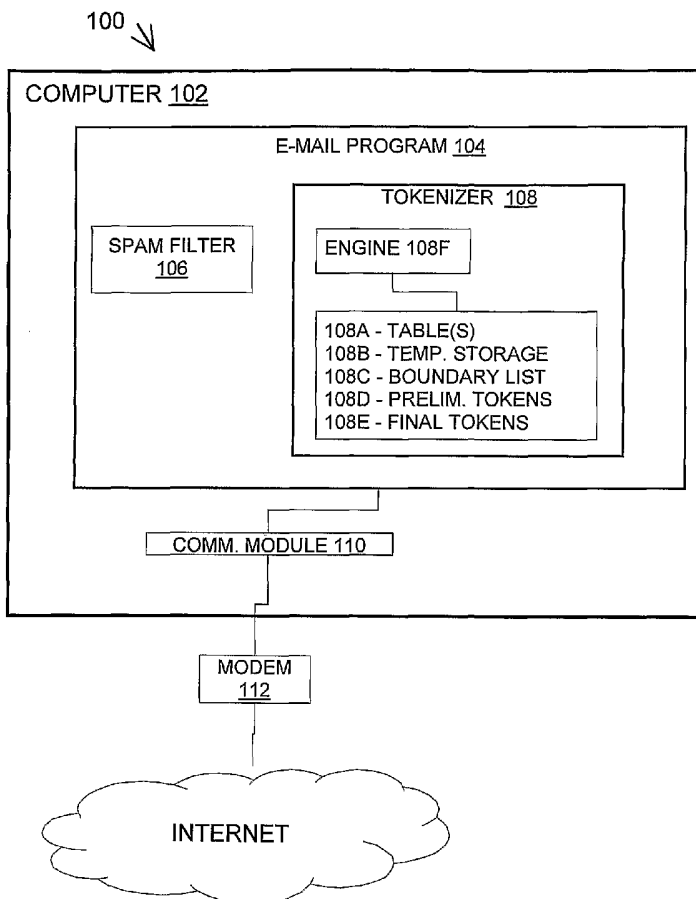 100
COMPUTER 102
E-MAIL PROGRAM 104
TOKENIZER 108
SPAM FILTER
106
ENGINE 108F
108A - TABLE(S)
108B - TEMP. STORAGE
108C - BOUNDARY LIST
108D - PRELIM. TOKENS
108E - FINAL TOKENS
COMM. MODULE 110
MODEM
112
INTERNET